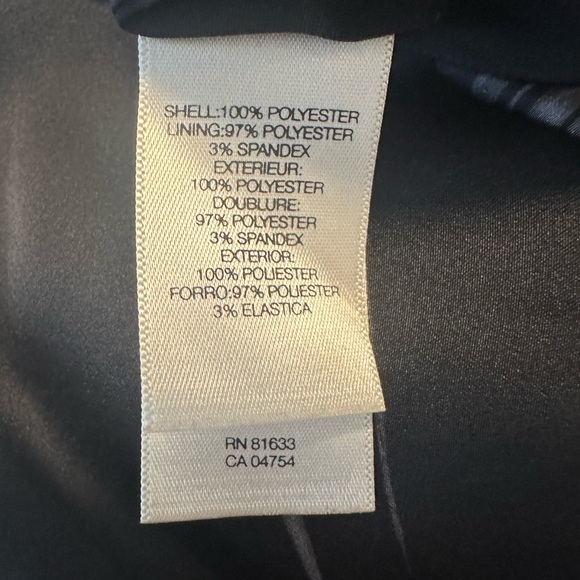 SHELL:100% POLYESTER
LINING:97% POLYESTER
3% SPANDEX
EXTERIEUR:
100% POLYESTER
DOUBLURE:
97% POLYESTER
3% SPANDEX
EXTERIOR:
100% POLIESTER
FORRO:97% POLIESTER
3% ELASTICA
RN 81633
CA 04754